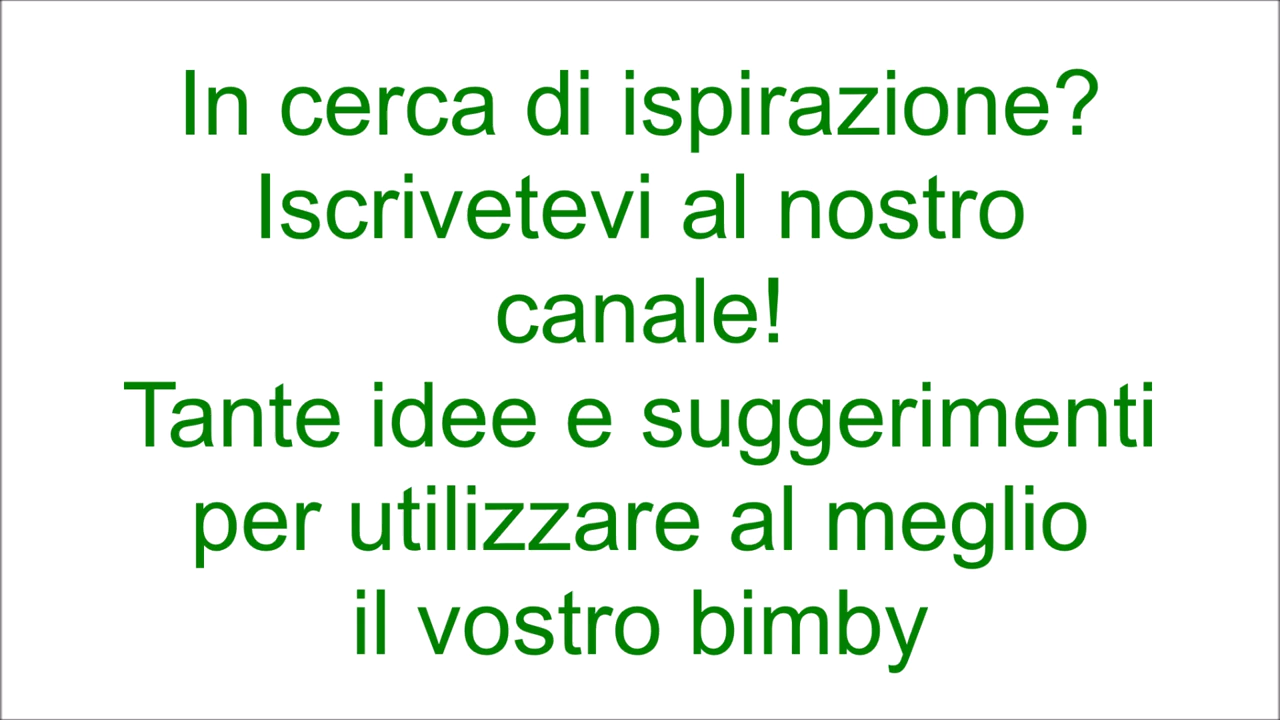 In cerca di ispirazione?
Iscrivetevi al nostro
canale!
Tante idee e suggerimenti
per utilizzare al meglio
il vostro bimby